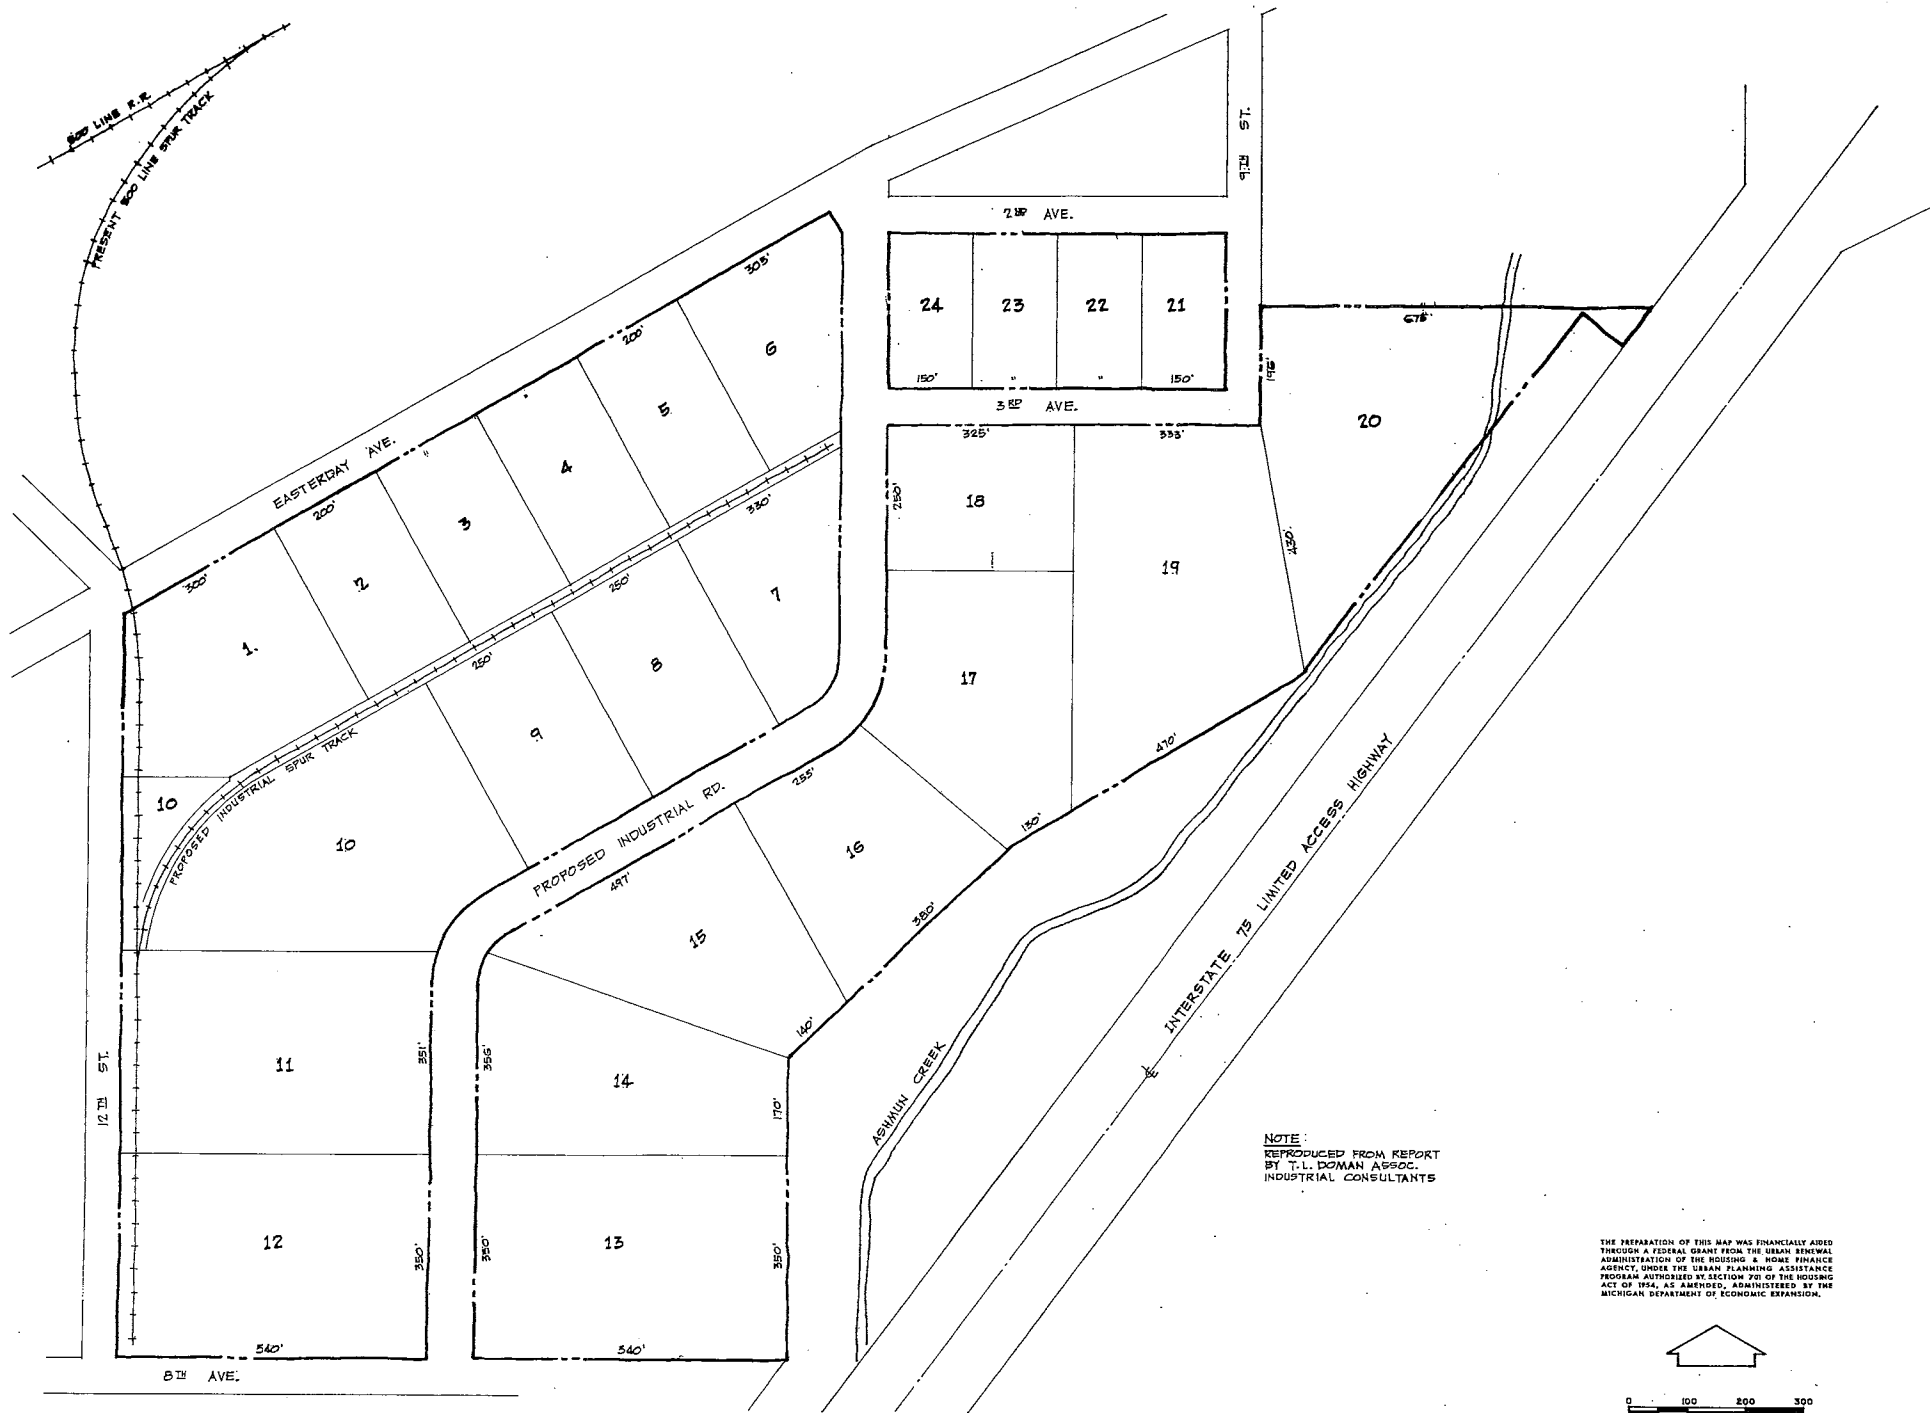 SOO LINE R.R.
PRESENT SOO LINE SPUR TRACK
9TH ST.
2ND AVE.
305'
24
23
22
21
150'
"
"
150'
3RD AVE.
675'
196'
20
200'
6
5
4
3
2
1.
"
EASTERDAY AVE.
200'
300'
325'
333'
250'
18
19
430'
330'
250'
250'
7
8
9
17
10
10
PROPOSED INDUSTRIAL SPUR TRACK
PROPOSED INDUSTRIAL RD.
255'
497'
16
15
470'
130'
380'
140'
INTERSTATE 75 LIMITED ACCESS HIGHWAY
ASHMUN CREEK
12TH ST.
11
351'
356'
14
170'
12
350'
350'
13
350'
540'
540'
8TH AVE.
NOTE:
REPRODUCED FROM REPORT
BY T.L. DOMAN ASSOC.
INDUSTRIAL CONSULTANTS
THE PREPARATION OF THIS MAP WAS FINANCIALLY AIDED
THROUGH A FEDERAL GRANT FROM THE URBAN RENEWAL
ADMINISTRATION OF THE HOUSING & HOME FINANCE
AGENCY, UNDER THE URBAN PLANNING ASSISTANCE
PROGRAM AUTHORIZED BY SECTION 701 OF THE HOUSING
ACT OF 1954, AS AMENDED, ADMINISTERED BY THE
MICHIGAN DEPARTMENT OF ECONOMIC EXPANSION.
0 100 200 300